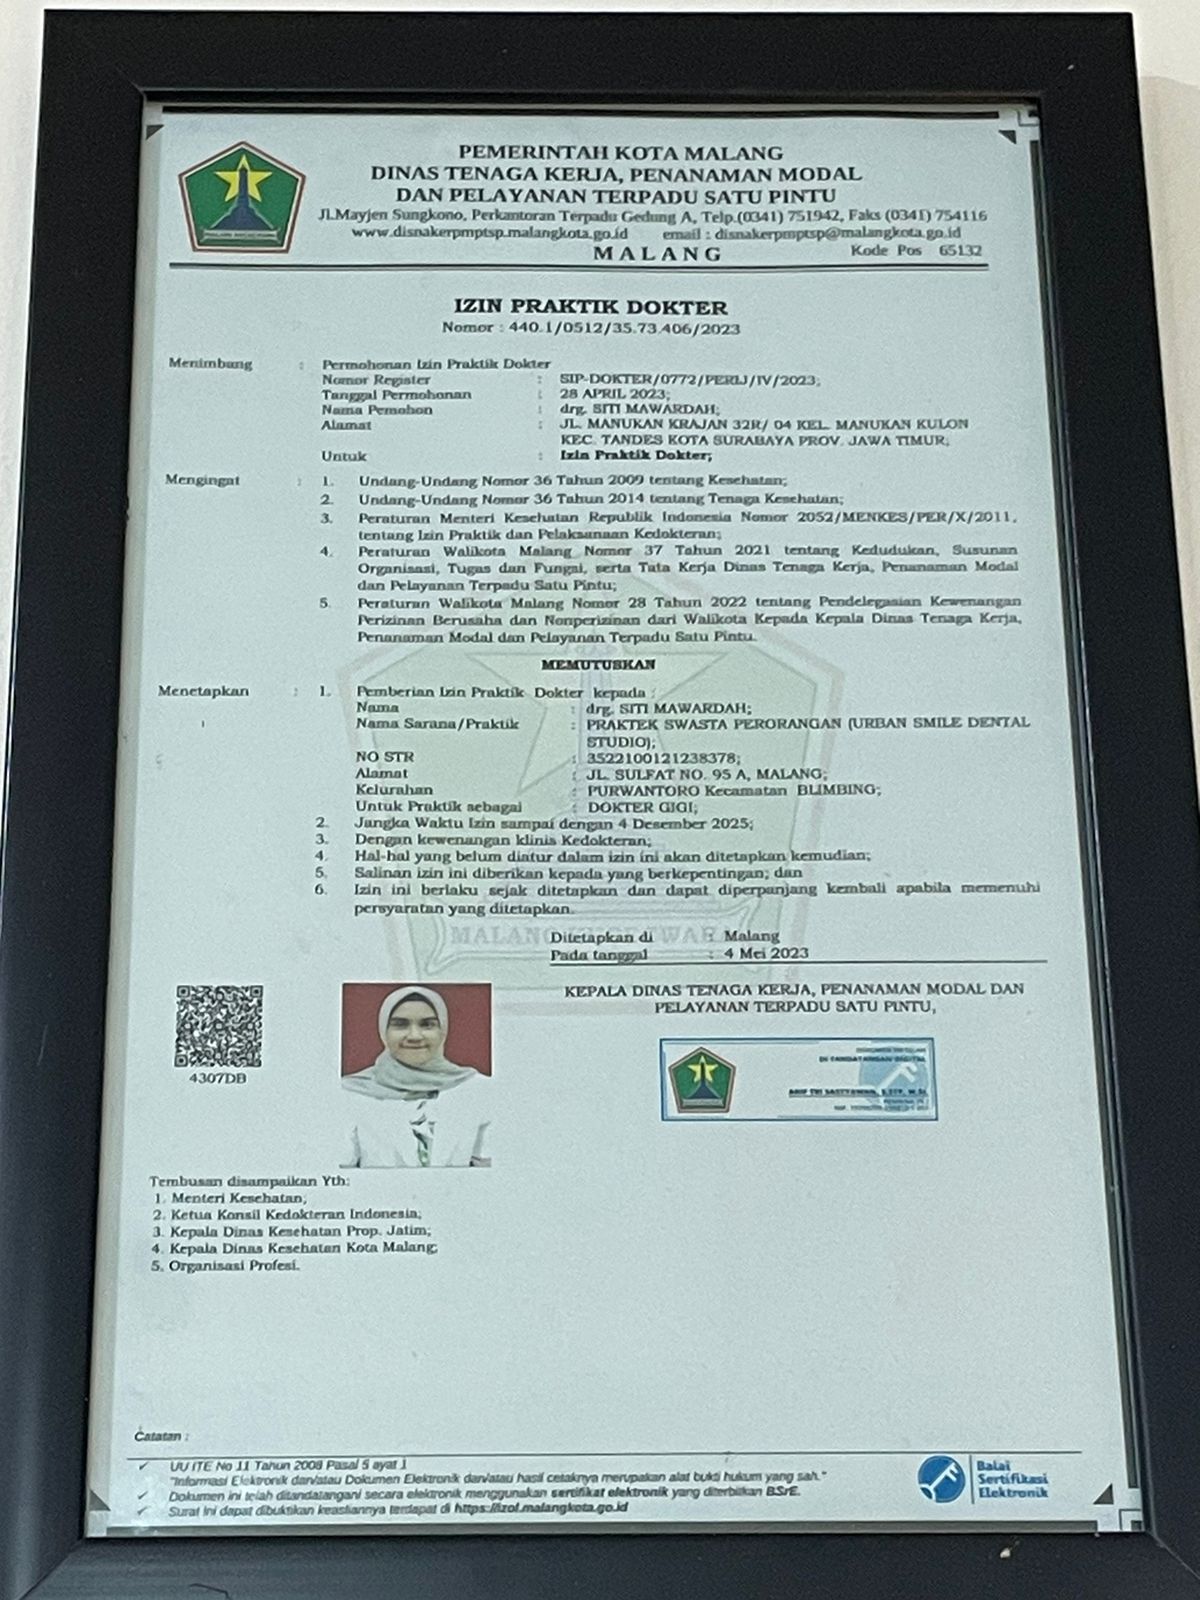 PEMERINTAH KOTA MALANG
DINAS TENAGA KERJA, PENANAMAN MODAL
DAN PELAYANAN TERPADU SATU PINTU
Jl.Mayjen Sungkono, Perkantoran Terpadu Gedung A, Telp.(0341) 751942, Faks (0341) 754116
www.disnakerpmptsp.malangkota.go.id email : disnakerpmptsp@malangkota.go.id
MALANG Kode Pos 65132
IZIN PRAKTIK DOKTER
Nomor : 440.1/0512/35.73.406/2023
Menimbang : Permohonan Izin Praktik Dokter
Nomor Register : SIP-DOKTER/0772/PERIJ/IV/2023;
Tanggal Permohonan : 28 APRIL 2023;
Nama Pemohon : drg. SITI MAWARDAH;
Alamat : JL. MANUKAN KRAJAN 32R/ 04 KEL. MANUKAN KULON
KEC. TANDES KOTA SURABAYA PROV. JAWA TIMUR;
Untuk : Izin Praktik Dokter;
Mengingat : 1. Undang-Undang Nomor 36 Tahun 2009 tentang Kesehatan;
2. Undang-Undang Nomor 36 Tahun 2014 tentang Tenaga Kesehatan;
3. Peraturan Menteri Kesehatan Republik Indonesia Nomor 2052/MENKES/PER/X/2011,
tentang Izin Praktik dan Pelaksanaan Kedokteran;
4. Peraturan Walikota Malang Nomor 37 Tahun 2021 tentang Kedudukan, Susunan
Organisasi, Tugas dan Fungsi, serta Tata Kerja Dinas Tenaga Kerja, Penanaman Modal
dan Pelayanan Terpadu Satu Pintu;
5. Peraturan Walikota Malang Nomor 28 Tahun 2022 tentang Pendelegasian Kewenangan
Perizinan Berusaha dan Nonperizinan dari Walikota Kepada Kepala Dinas Tenaga Kerja,
Penanaman Modal dan Pelayanan Terpadu Satu Pintu.
MEMUTUSKAN
Menetapkan : 1. Pemberian Izin Praktik Dokter kepada :
Nama : drg. SITI MAWARDAH;
Nama Sarana/Praktik : PRAKTEK SWASTA PERORANGAN (URBAN SMILE DENTAL
STUDIO);
NO STR : 3522100121238378;
Alamat : JL. SULFAT NO. 95 A, MALANG;
Kelurahan : PURWANTORO Kecamatan BLIMBING;
Untuk Praktik sebagai : DOKTER GIGI;
2. Jangka Waktu Izin sampai dengan 4 Desember 2025;
3. Dengan kewenangan klinis Kedokteran;
4. Hal-hal yang belum diatur dalam izin ini akan ditetapkan kemudian;
5. Salinan izin ini diberikan kepada yang berkepentingan; dan
6. Izin ini berlaku sejak ditetapkan dan dapat diperpanjang kembali apabila memenuhi
persyaratan yang ditetapkan.
Ditetapkan di : Malang
Pada tanggal : 4 Mei 2023
KEPALA DINAS TENAGA KERJA, PENANAMAN MODAL DAN
PELAYANAN TERPADU SATU PINTU,
4307DB
Tembusan disampaikan Yth:
1. Menteri Kesehatan;
2. Ketua Konsil Kedokteran Indonesia;
3. Kepala Dinas Kesehatan Prop. Jatim;
4. Kepala Dinas Kesehatan Kota Malang;
5. Organisasi Profesi.
Catatan :
✓ UU ITE No 11 Tahun 2008 Pasal 5 ayat 1
"Informasi Elektronik dan/atau Dokumen Elektronik dan/atau hasil cetaknya merupakan alat bukti hukum yang sah."
✓ Dokumen ini telah ditandatangani secara elektronik menggunakan sertifikat elektronik yang diterbitkan BSrE.
✓ Surat ini dapat dibuktikan keasliannya terdapat di https://izol.malangkota.go.id
Balai
Sertifikasi
Elektronik